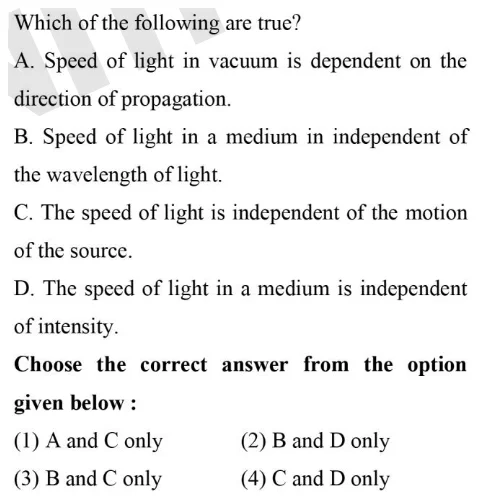 Which of the following are true?
A. Speed of light in vacuum is dependent on the
direction of propagation.
B. Speed of light in a medium in independent of
the wavelength of light.
C. The speed of light is independent of the motion
of the source.
D. The speed of light in a medium is independent
of intensity.
Choose the correct answer from the option
given below :
(1) A and C only (2) B and D only
(3) B and C only (4) C and D only